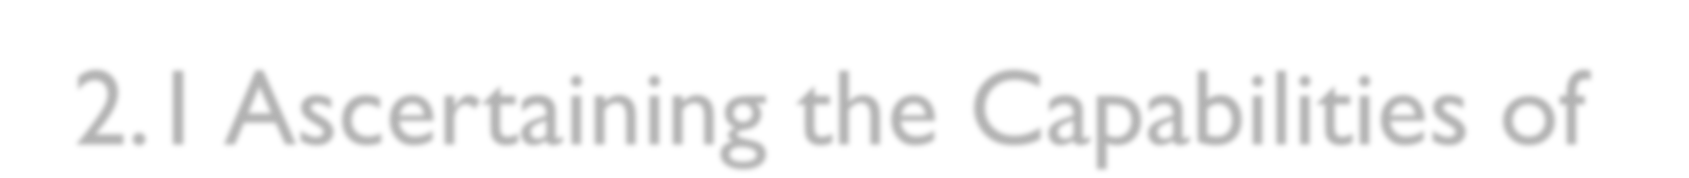 2.1 Ascertaining the Capabilities of